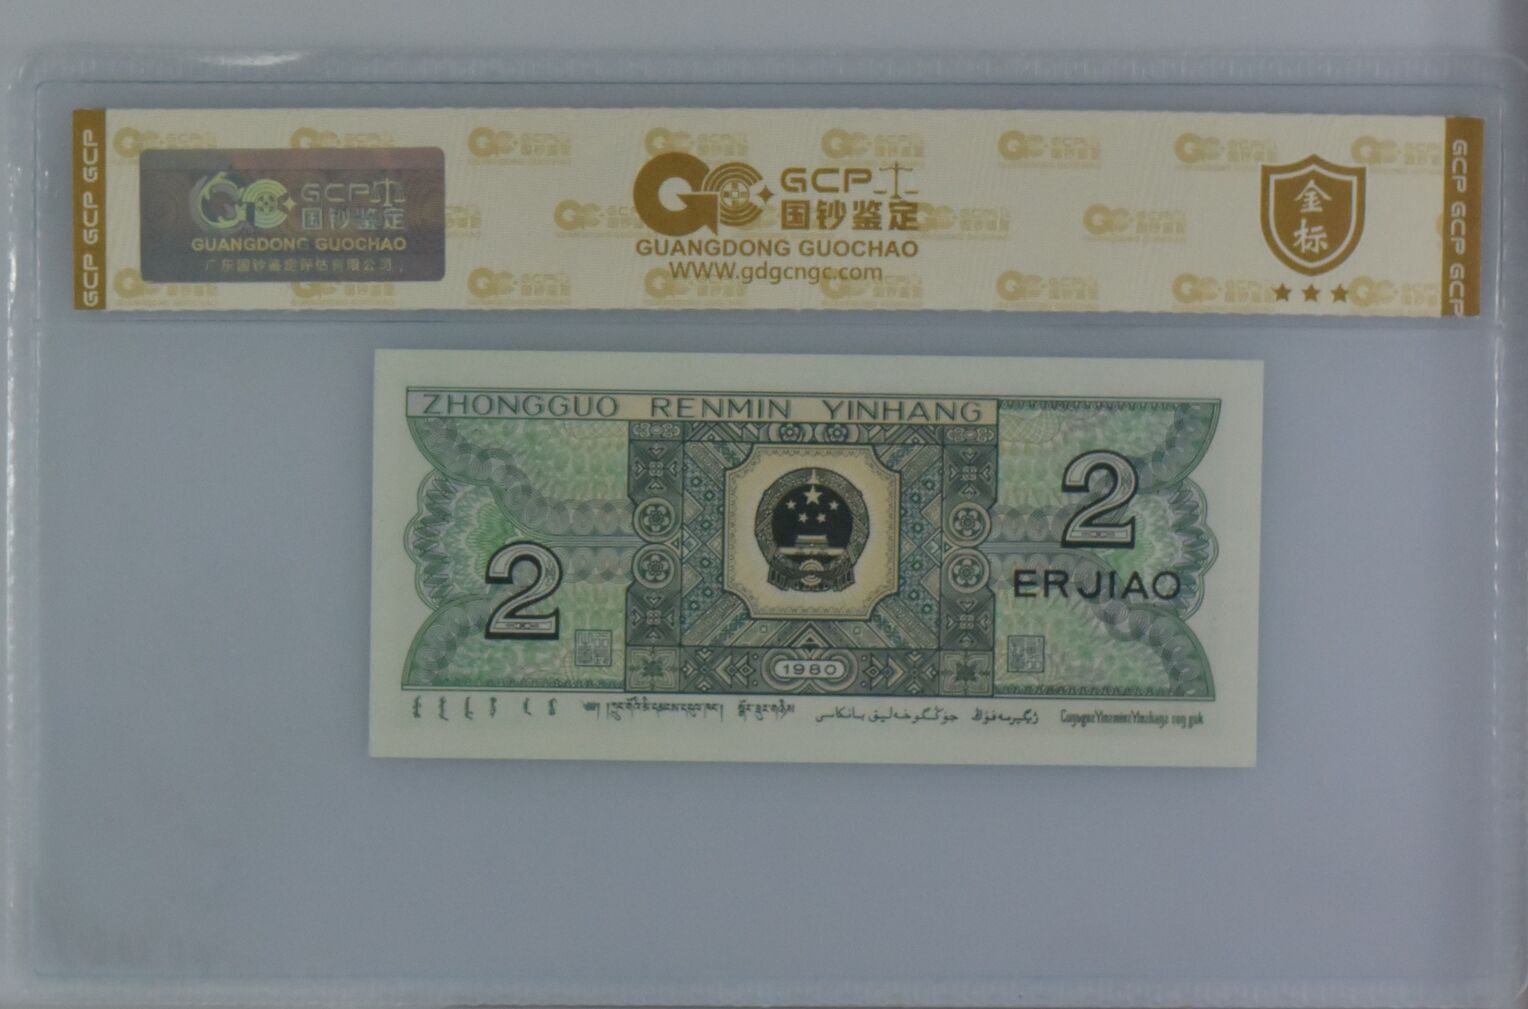 GCP GCP GCP
GCP
国钞鉴定
GUANGDONG GUOCHAO
广东国钞鉴定评估有限公司
GCP
国钞鉴定
GUANGDONG GUOCHAO
WWW.gdgcngc.com
金标
GCP GCP GCP
ZHONGGUO RENMIN YINHANG
2
2
ERJIAO
1980